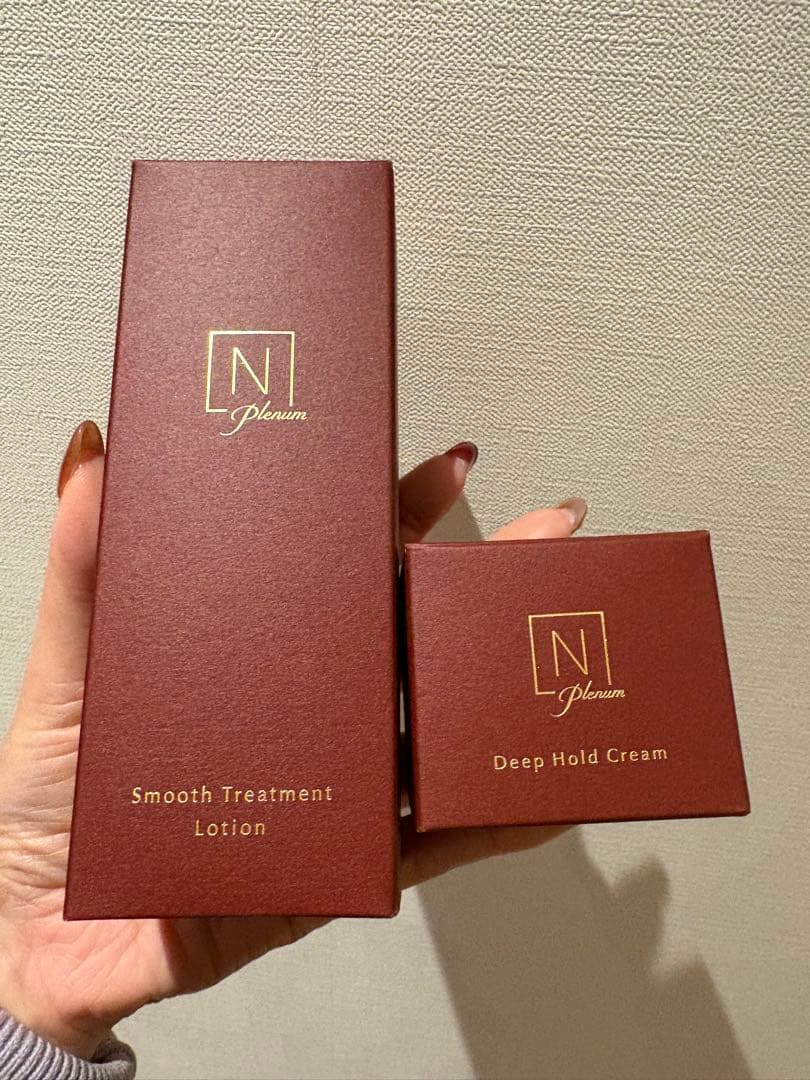 N
Plenum
Smooth Treatment
Lotion
N
Plenum
Deep Hold Cream